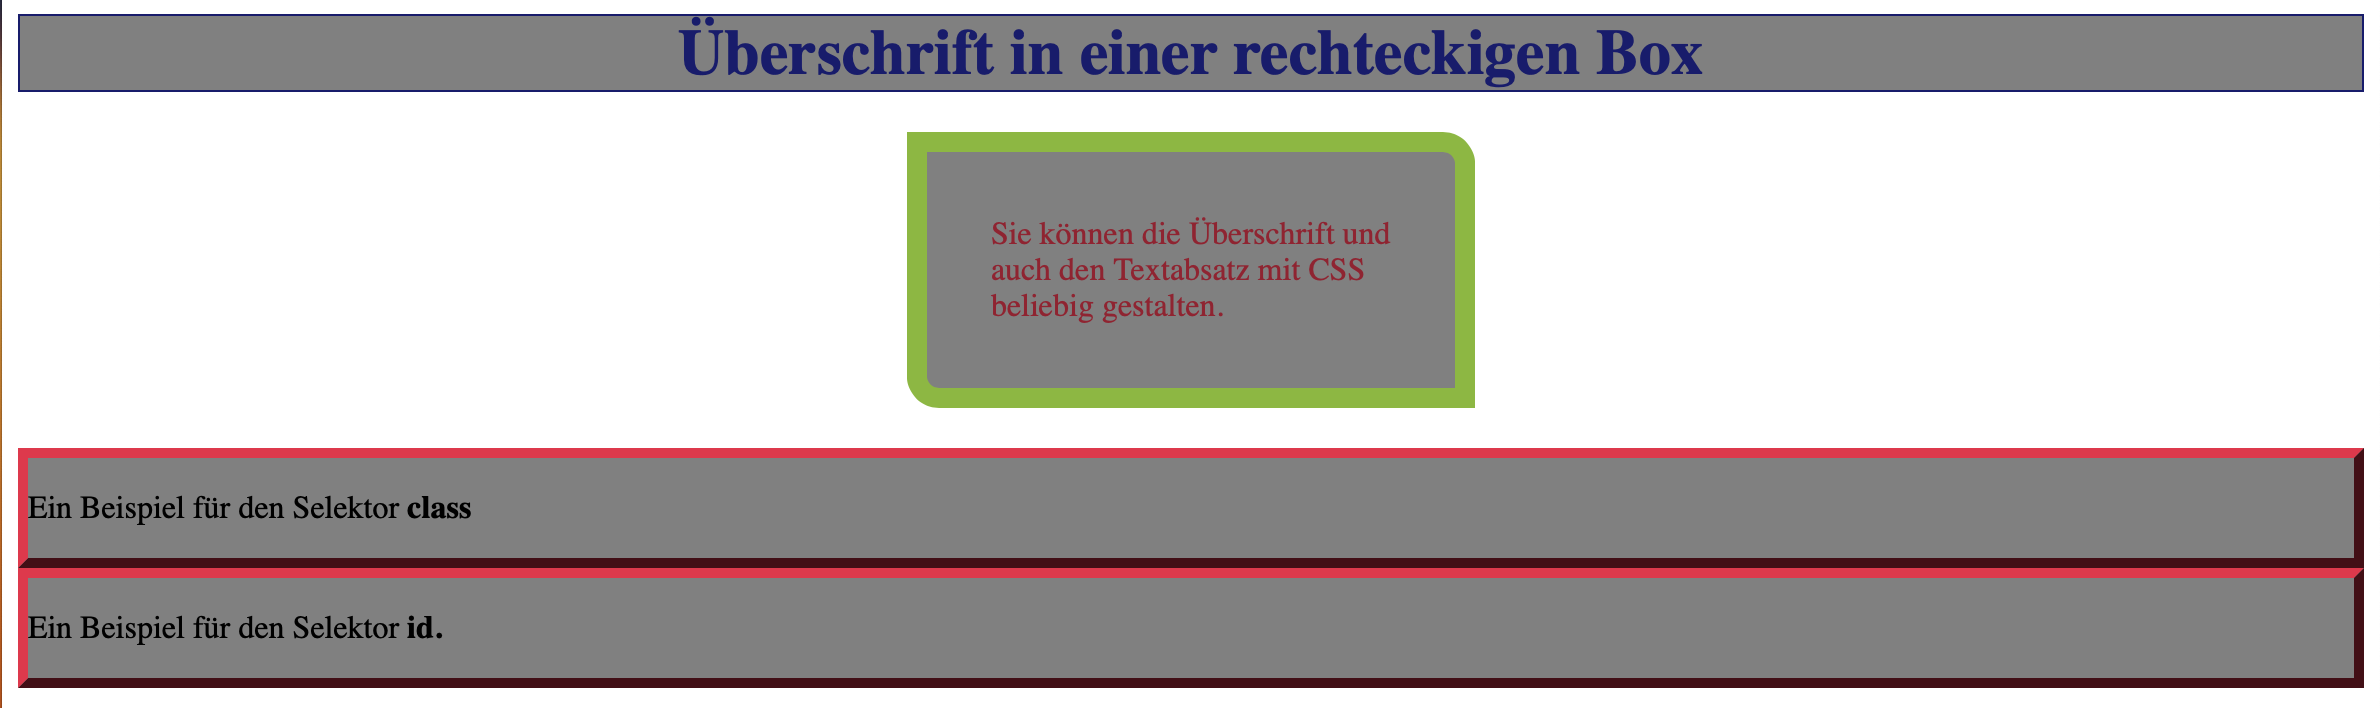 Überschrift in einer rechteckigen Box
Sie können die Überschrift und
auch den Textabsatz mit CSS
beliebig gestalten.
Ein Beispiel für den Selektor class
Ein Beispiel für den Selektor id.